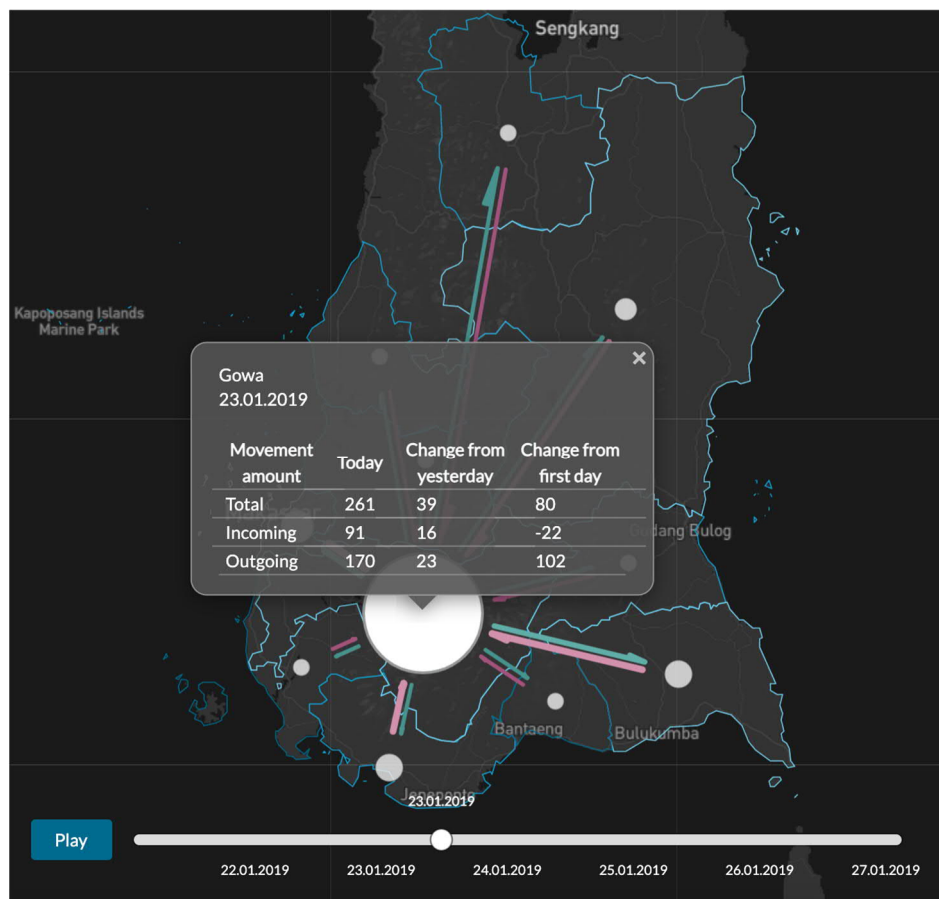 Sengkang
Kapoposang Islands
Marine Park
×
Gowa
23.01.2019
Movement amount Today Change from yesterday Change from first day
Total 261 39 80
Incoming 91 16 -22
Outgoing 170 23 102
Bulog
Bantaeng
Bulukumba
Jeneponto
23.01.2019
Play
22.01.2019 23.01.2019 24.01.2019 25.01.2019 26.01.2019 27.01.2019